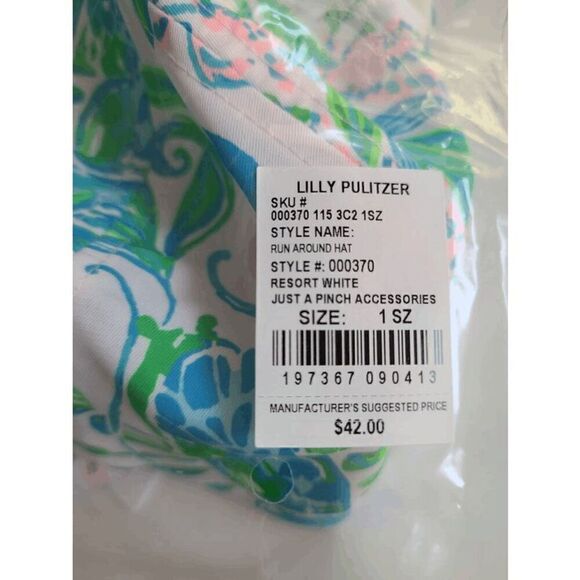 LILLY PULITZER
SKU #
000370 115 3C2 1SZ
STYLE NAME:
RUN AROUND HAT
STYLE #: 000370
RESORT WHITE
JUST A PINCH ACCESSORIES
SIZE: 1 SZ
197367 090413
MANUFACTURER'S SUGGESTED PRICE
$42.00